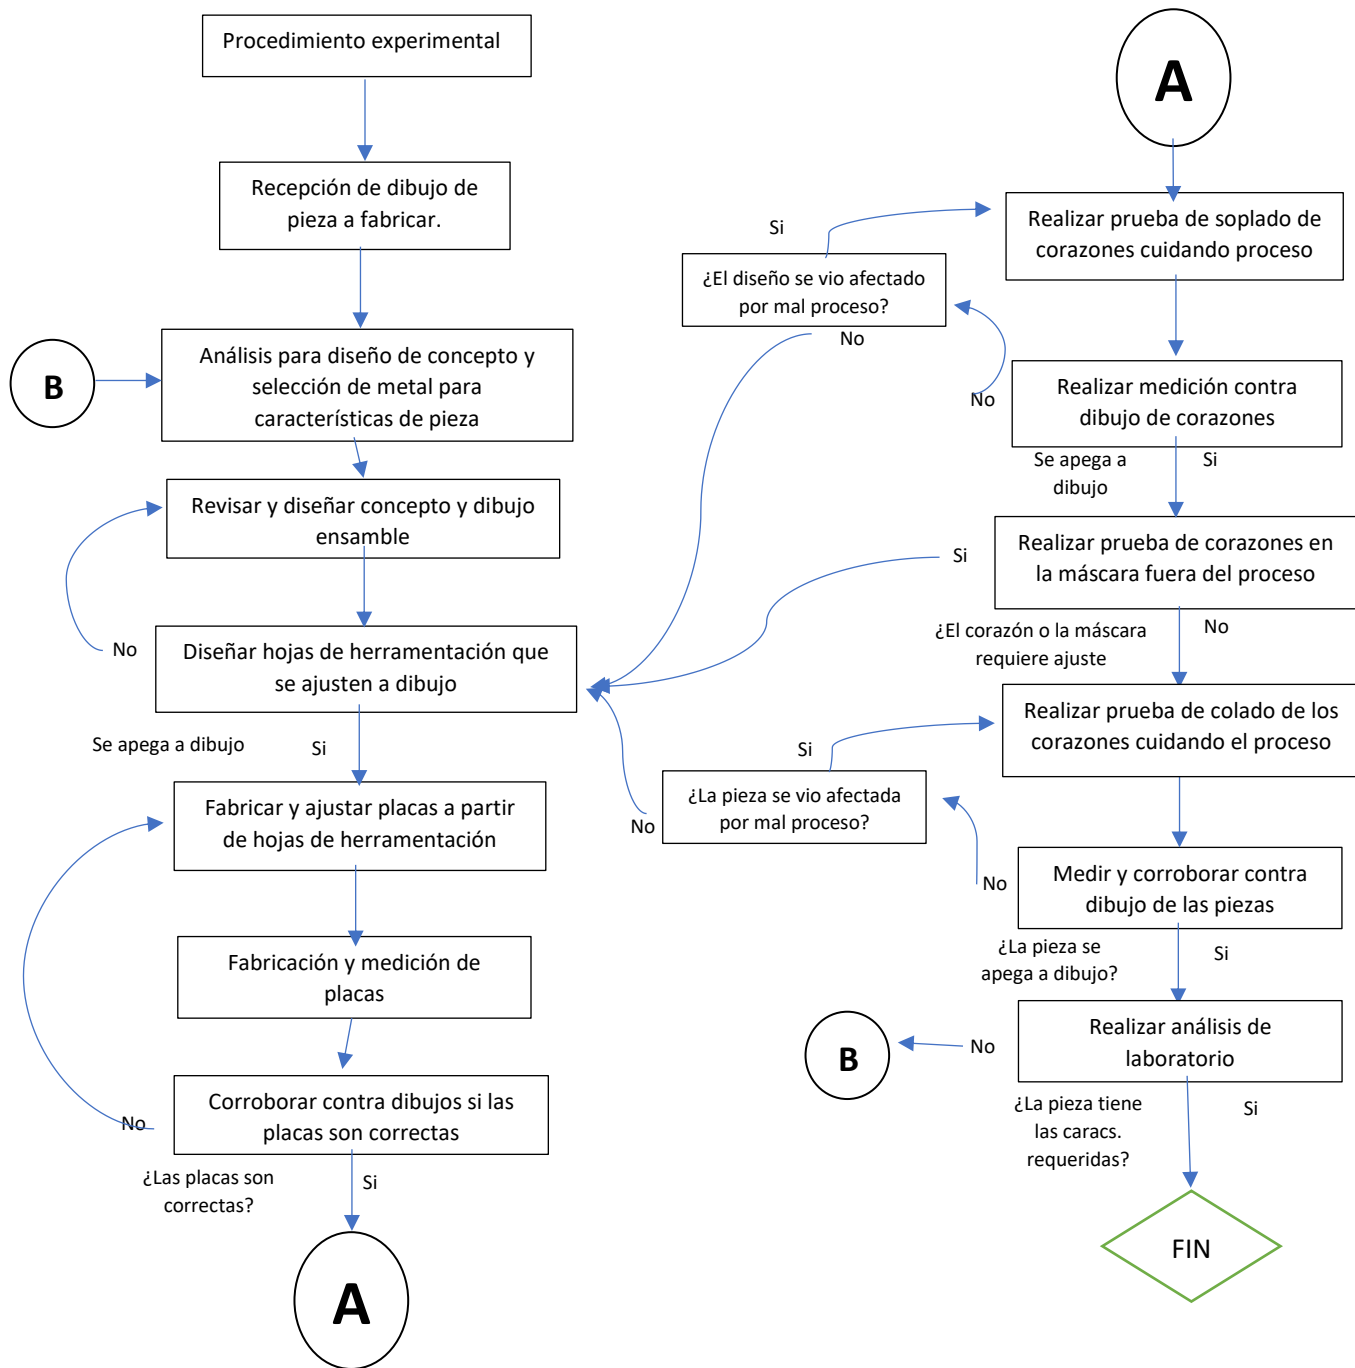 Procedimiento experimental
Recepción de dibujo de
pieza a fabricar.
B
Análisis para diseño de concepto y
selección de metal para
características de pieza
Revisar y diseñar concepto y dibujo
ensamble
No
Diseñar hojas de herramentación que
se ajusten a dibujo
Se apega a dibujo
Si
Fabricar y ajustar placas a partir
de hojas de herramentación
Fabricación y medición de
placas
No
Corroborar contra dibujos si las
placas son correctas
¿Las placas son
correctas?
Si
A
A
Realizar prueba de soplado de
corazones cuidando proceso
Si
¿El diseño se vio afectado
por mal proceso?
No
No
Realizar medición contra
dibujo de corazones
Se apega a
dibujo
Si
Realizar prueba de corazones en
la máscara fuera del proceso
Si
¿El corazón o la máscara
requiere ajuste
No
Realizar prueba de colado de los
corazones cuidando el proceso
Si
¿La pieza se vio afectada
por mal proceso?
No
No
Medir y corroborar contra
dibujo de las piezas
¿La pieza se
apega a dibujo?
Si
Realizar análisis de
laboratorio
No
B
¿La pieza tiene
las caracs.
requeridas?
Si
FIN